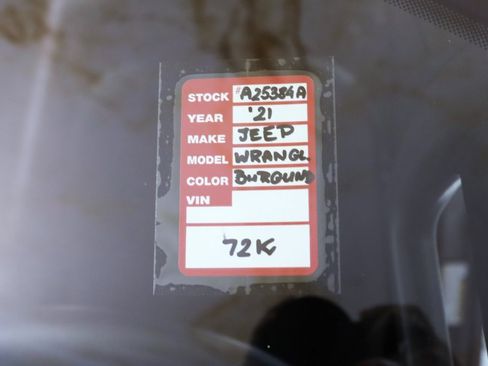 STOCK #A25384A
YEAR '21
MAKE JEEP
MODEL WRANGL
COLOR BURGUND
VIN
72K